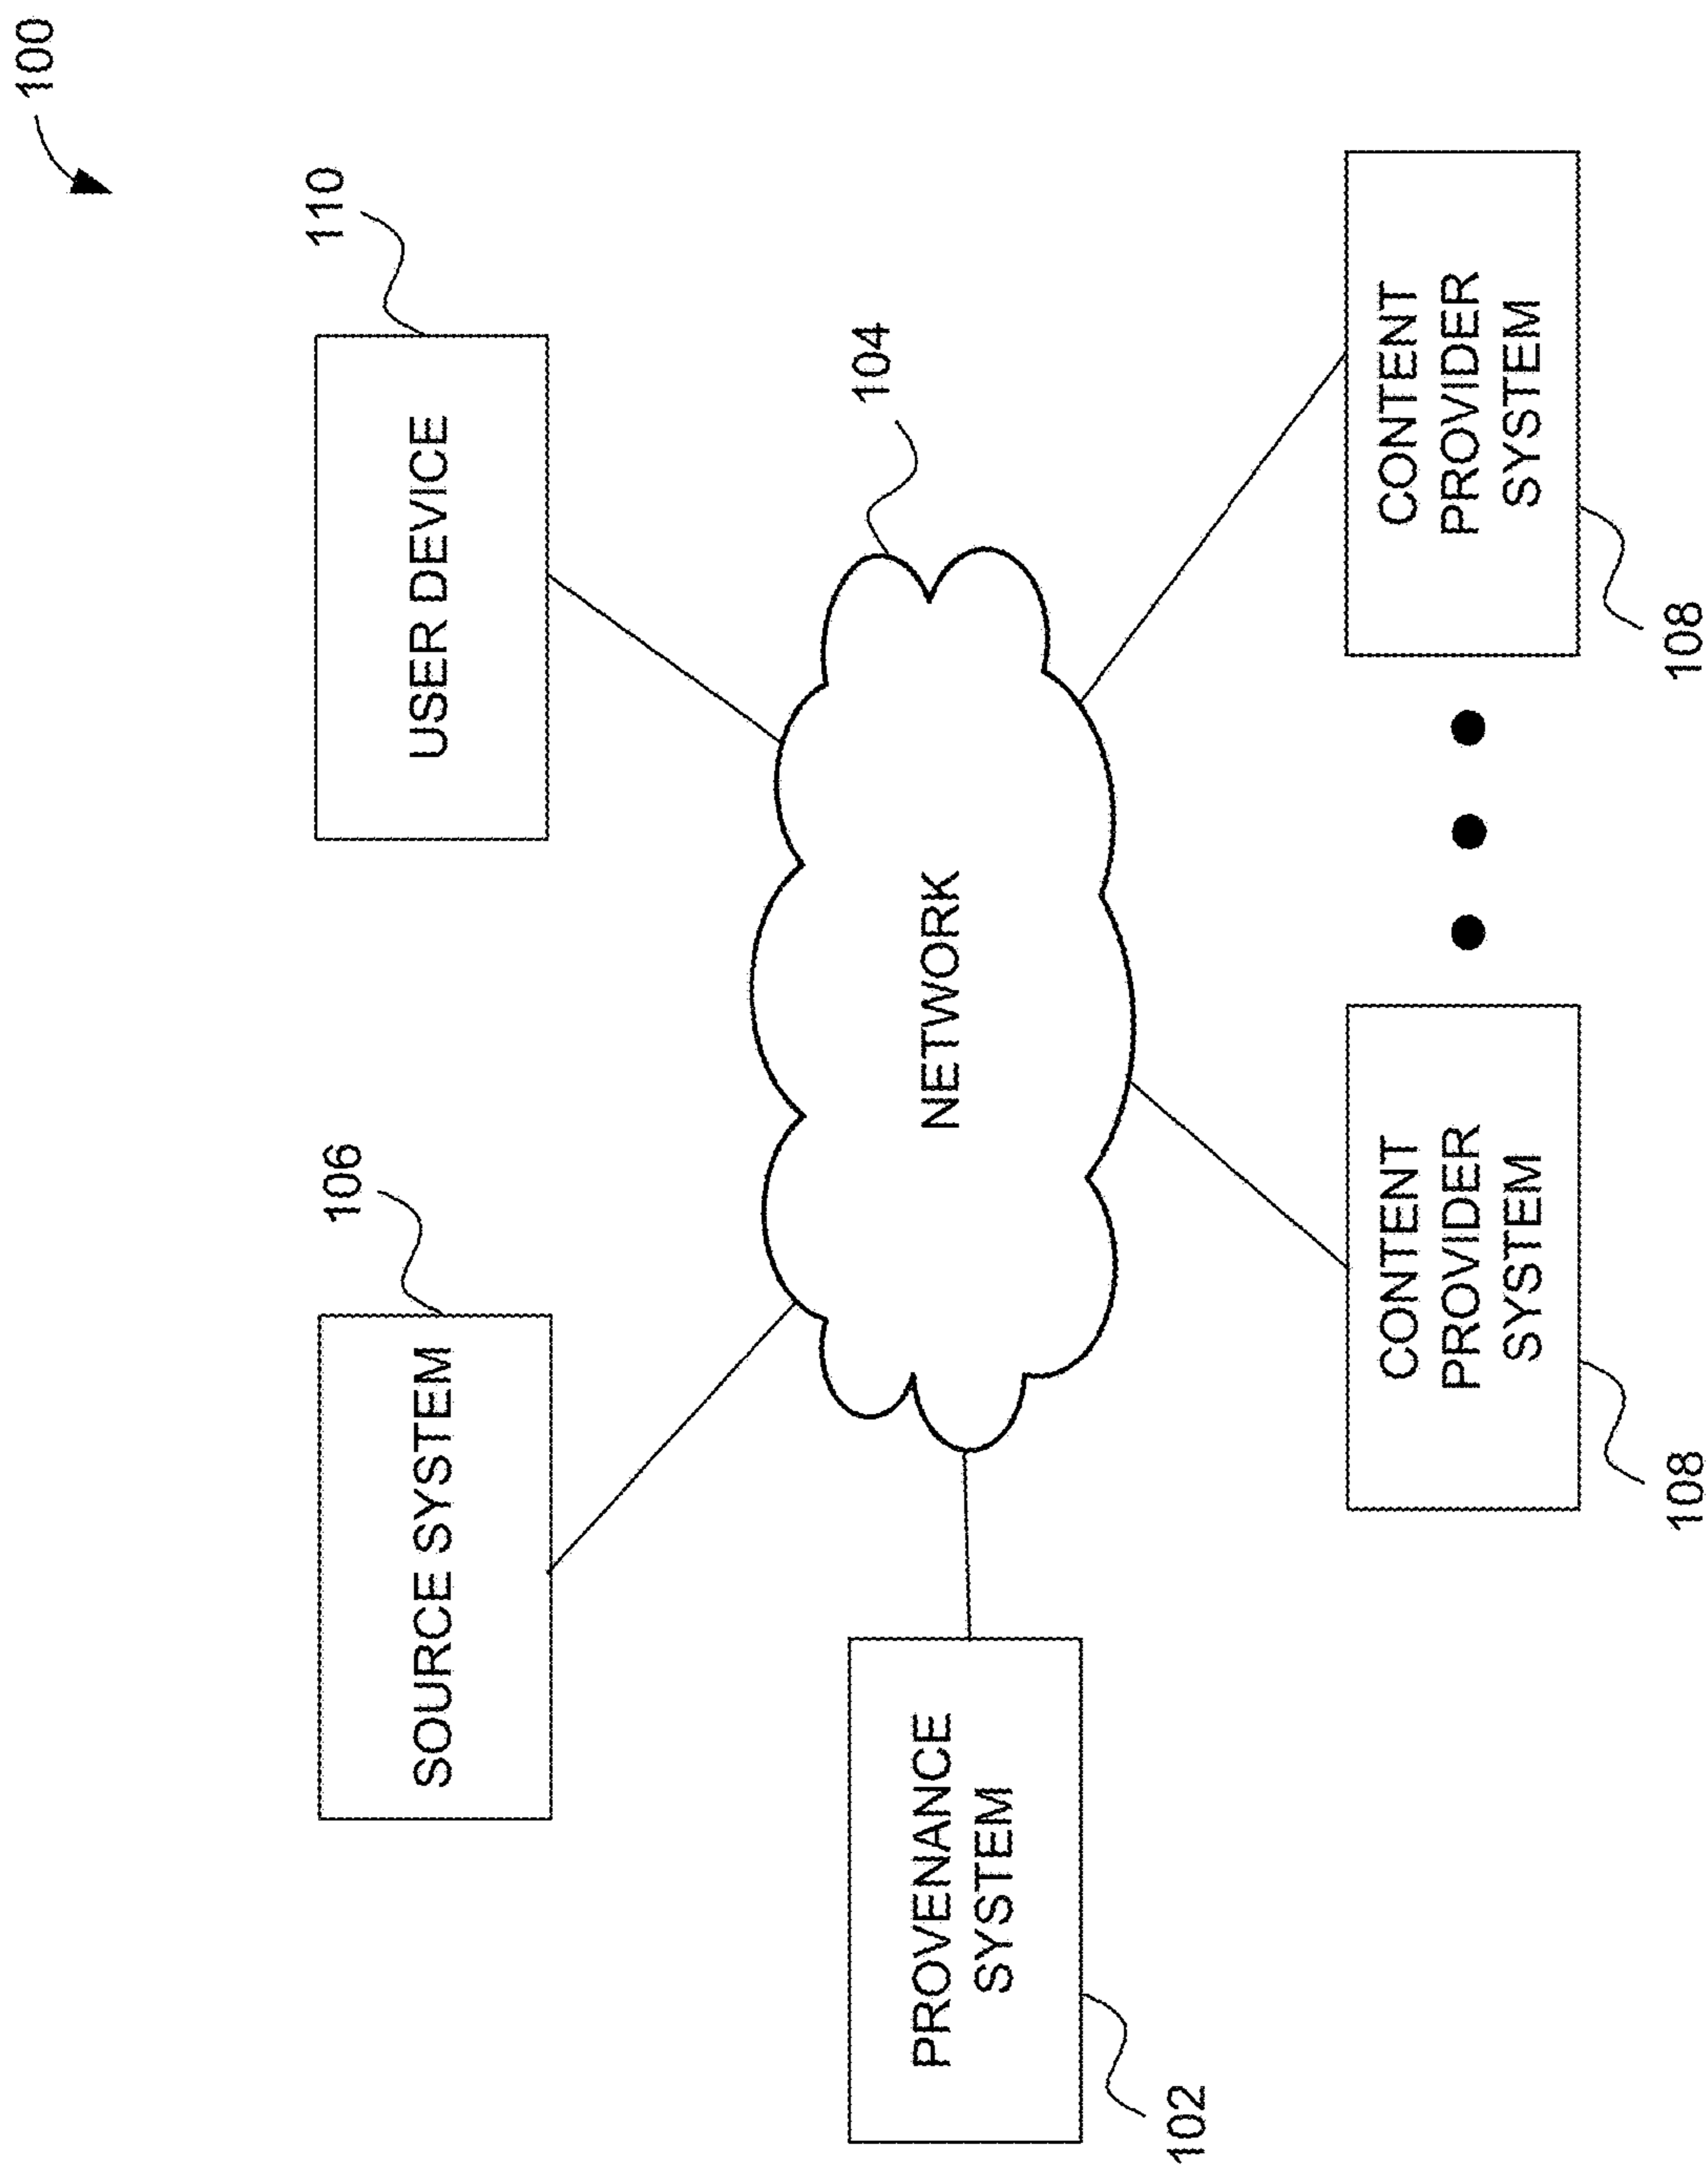 100
110
USER DEVICE
106
SOURCE SYSTEM
104
NETWORK
PROVENANCE
SYSTEM
102
CONTENT
PROVIDER
SYSTEM
108
CONTENT
PROVIDER
SYSTEM
108